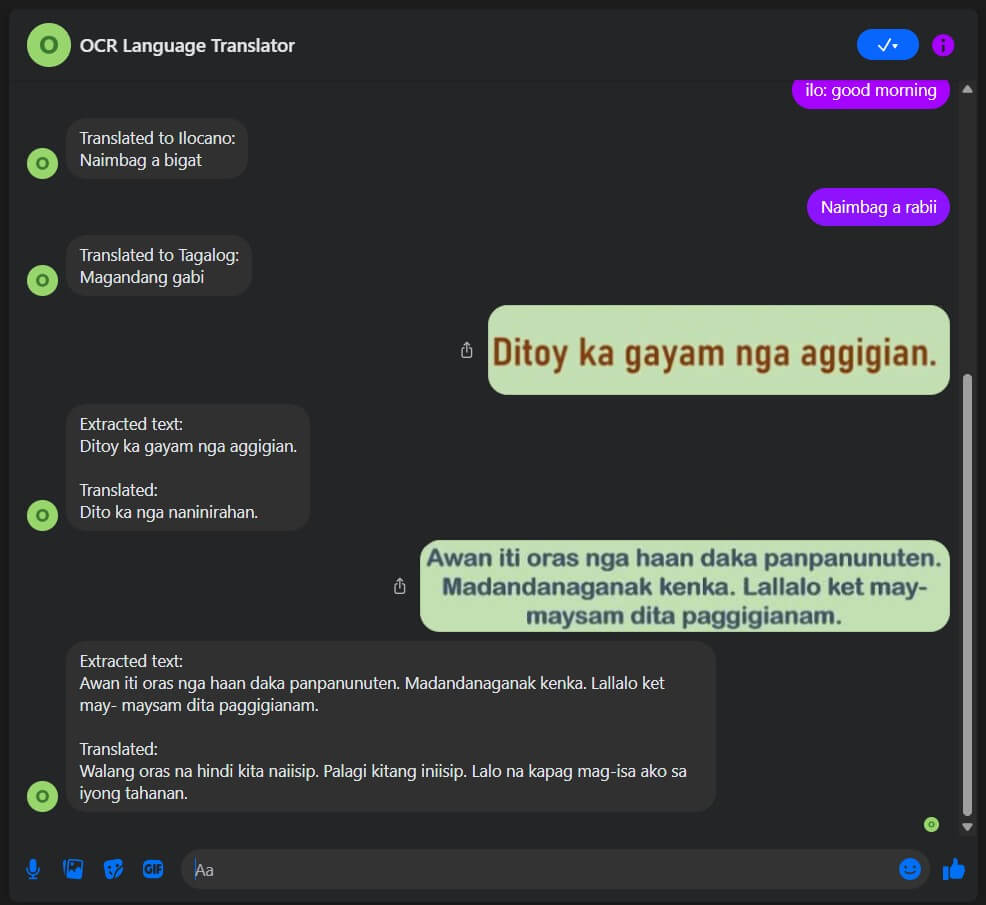 O
OCR Language Translator
ilo: good morning
Translated to Ilocano:
Naimbag a bigat
O
Naimbag a rabii
Translated to Tagalog:
Magandang gabi
O
Ditoy ka gayam nga aggigian.
Extracted text:
Ditoy ka gayam nga aggigian.
Translated:
Dito ka nga naninirahan.
O
Awan iti oras nga haan daka panpanunuten.
Madandanaganak kenka. Lallalo ket may-
maysam dita paggigianam.
Extracted text:
Awan iti oras nga haan daka panpanunuten. Madandanaganak kenka. Lallalo ket
may- maysam dita paggigianam.
Translated:
Walang oras na hindi kita naiisip. Palagi kitang iniisip. Lalo na kapag mag-isa ako sa
iyong tahanan.
O
O
GIF
Aa